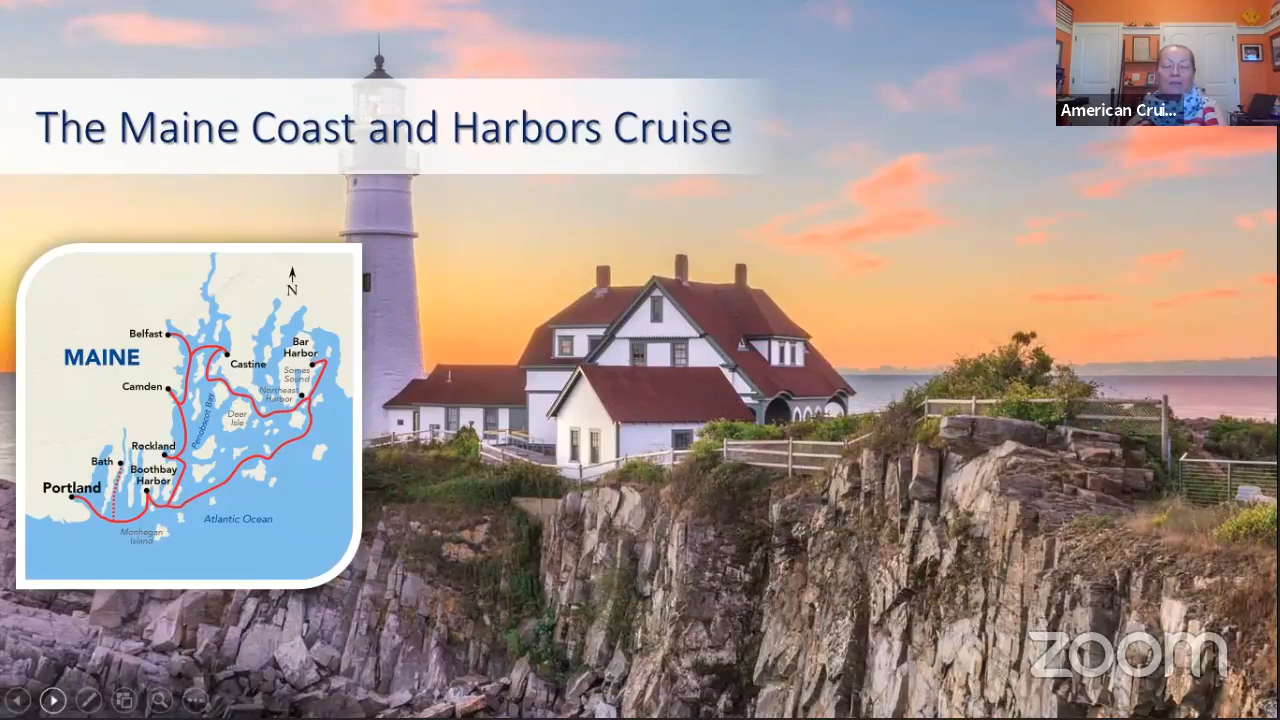 The Maine Coast and Harbors Cruise
American Crui...
N
Belfast
MAINE
Castine
Bar
Harbor
Camden
Somes
Sound
Northeast
Harbor
Deer
Isle
Penobscot Bay
Rockland
Bath
Boothbay
Harbor
Portland
Atlantic Ocean
Monhegan
Island
zoom